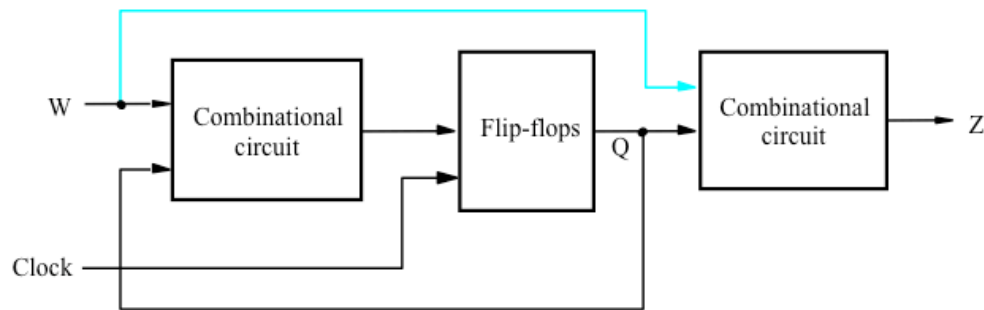 W
Combinational
circuit
Flip-flops
Q
Combinational
circuit
Z
Clock